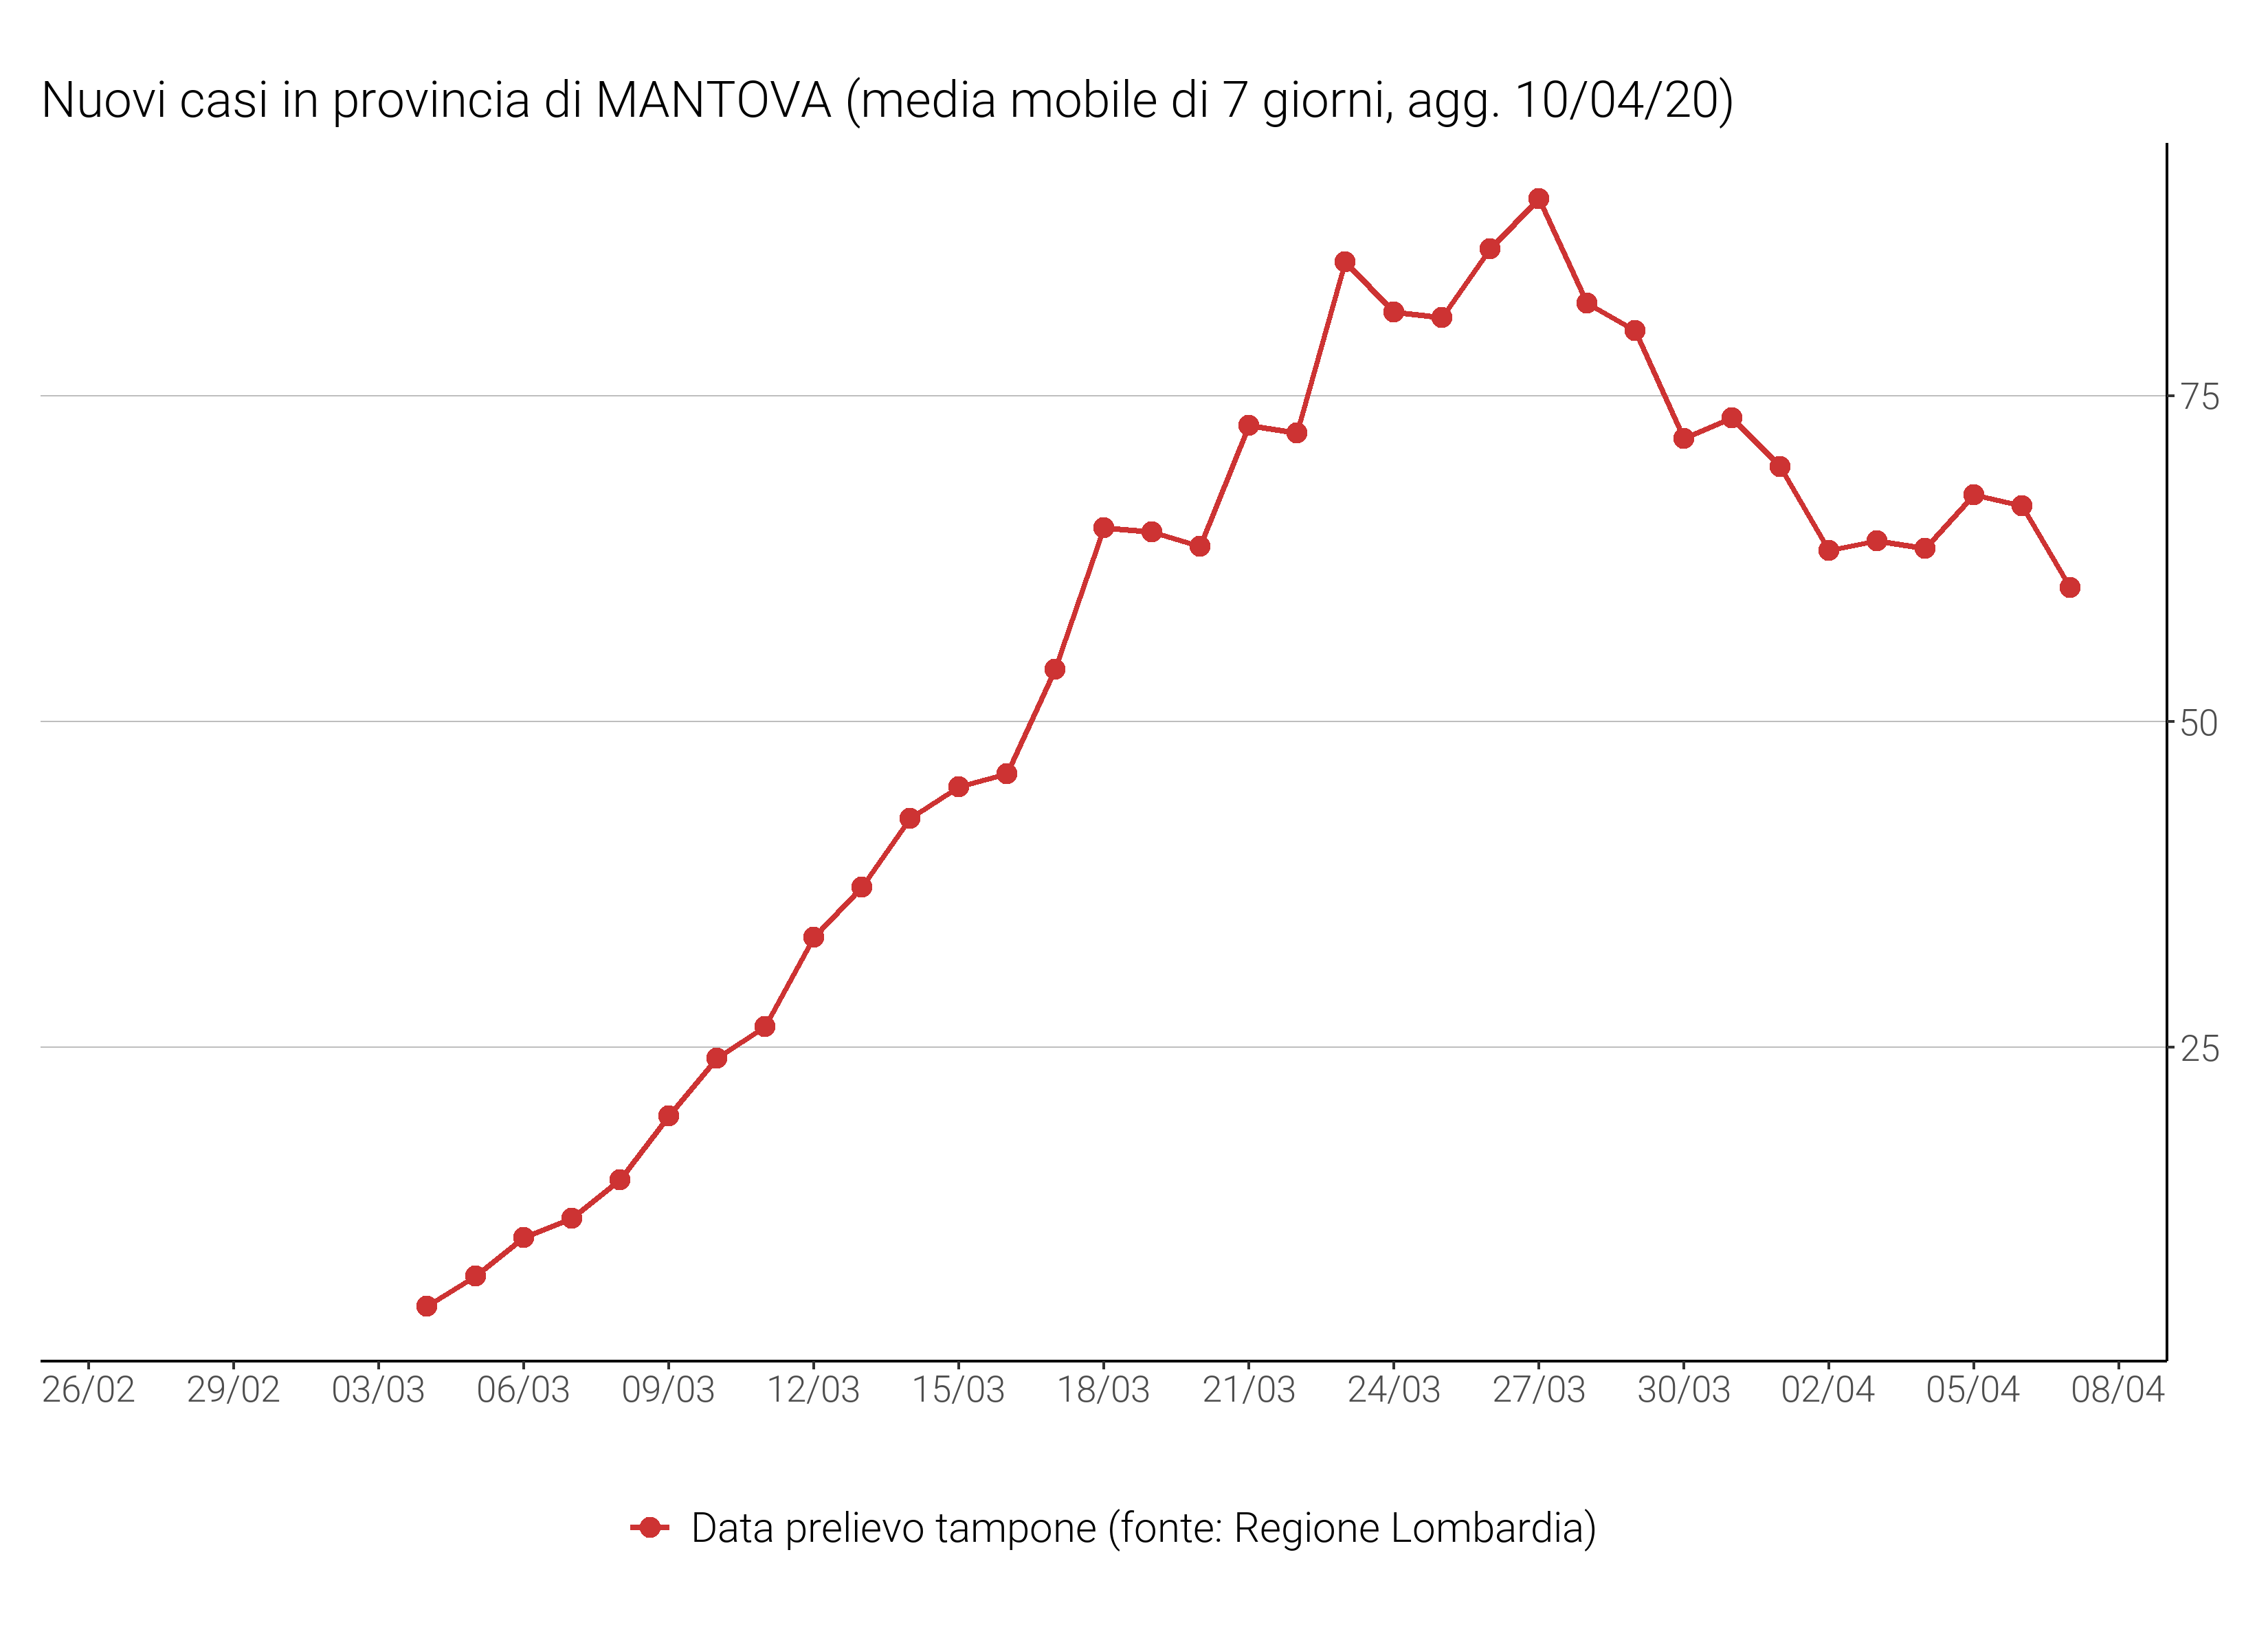 Nuovi casi in provincia di MANTOVA (media mobile di 7 giorni, agg. 10/04/20)
75
50
25
26/02 29/02 03/03 06/03 09/03 12/03 15/03 18/03 21/03 24/03 27/03 30/03 02/04 05/04 08/04
Data prelievo tampone (fonte: Regione Lombardia)